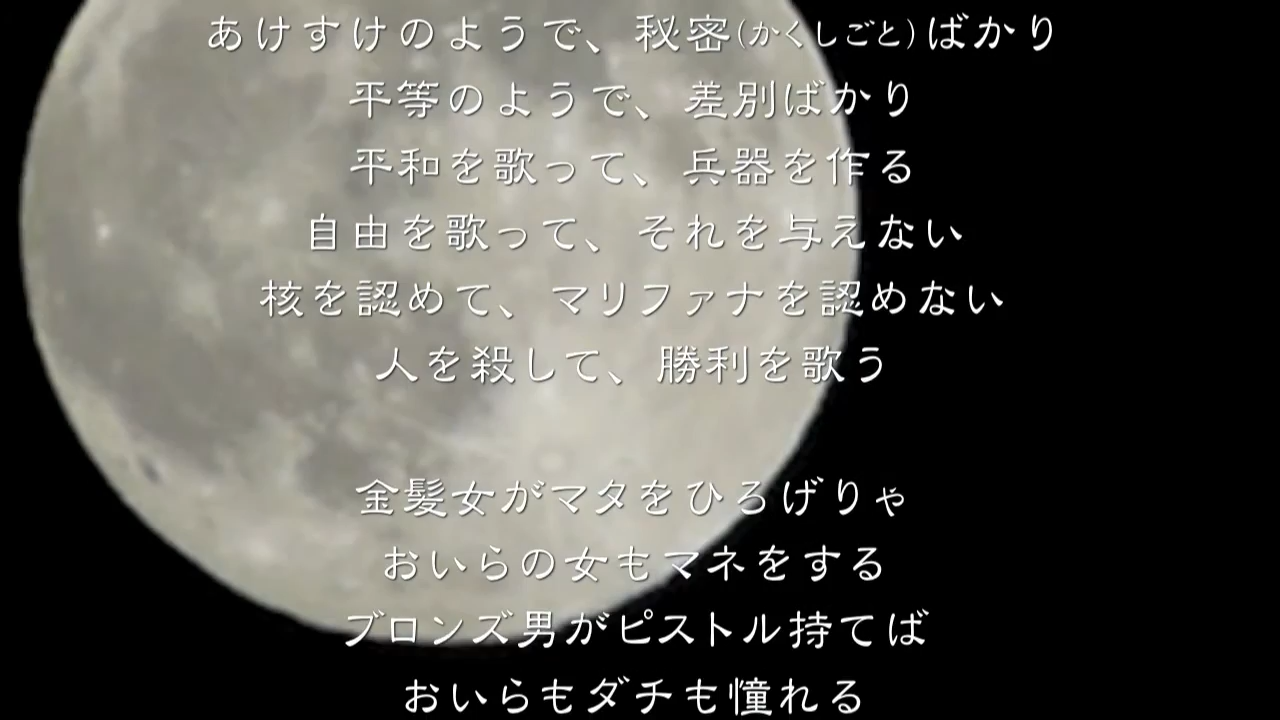 あけすけのようで、秘密(かくしごと)ばかり
平等のようで、差別ばかり
平和を歌って、兵器を作る
自由を歌って、それを与えない
核を認めて、マリファナを認めない
人を殺して、勝利を歌う
金髪女がマタをひろげりゃ
おいらの女もマネをする
ブロンズ男がピストル持てば
おいらもダチも憧れる